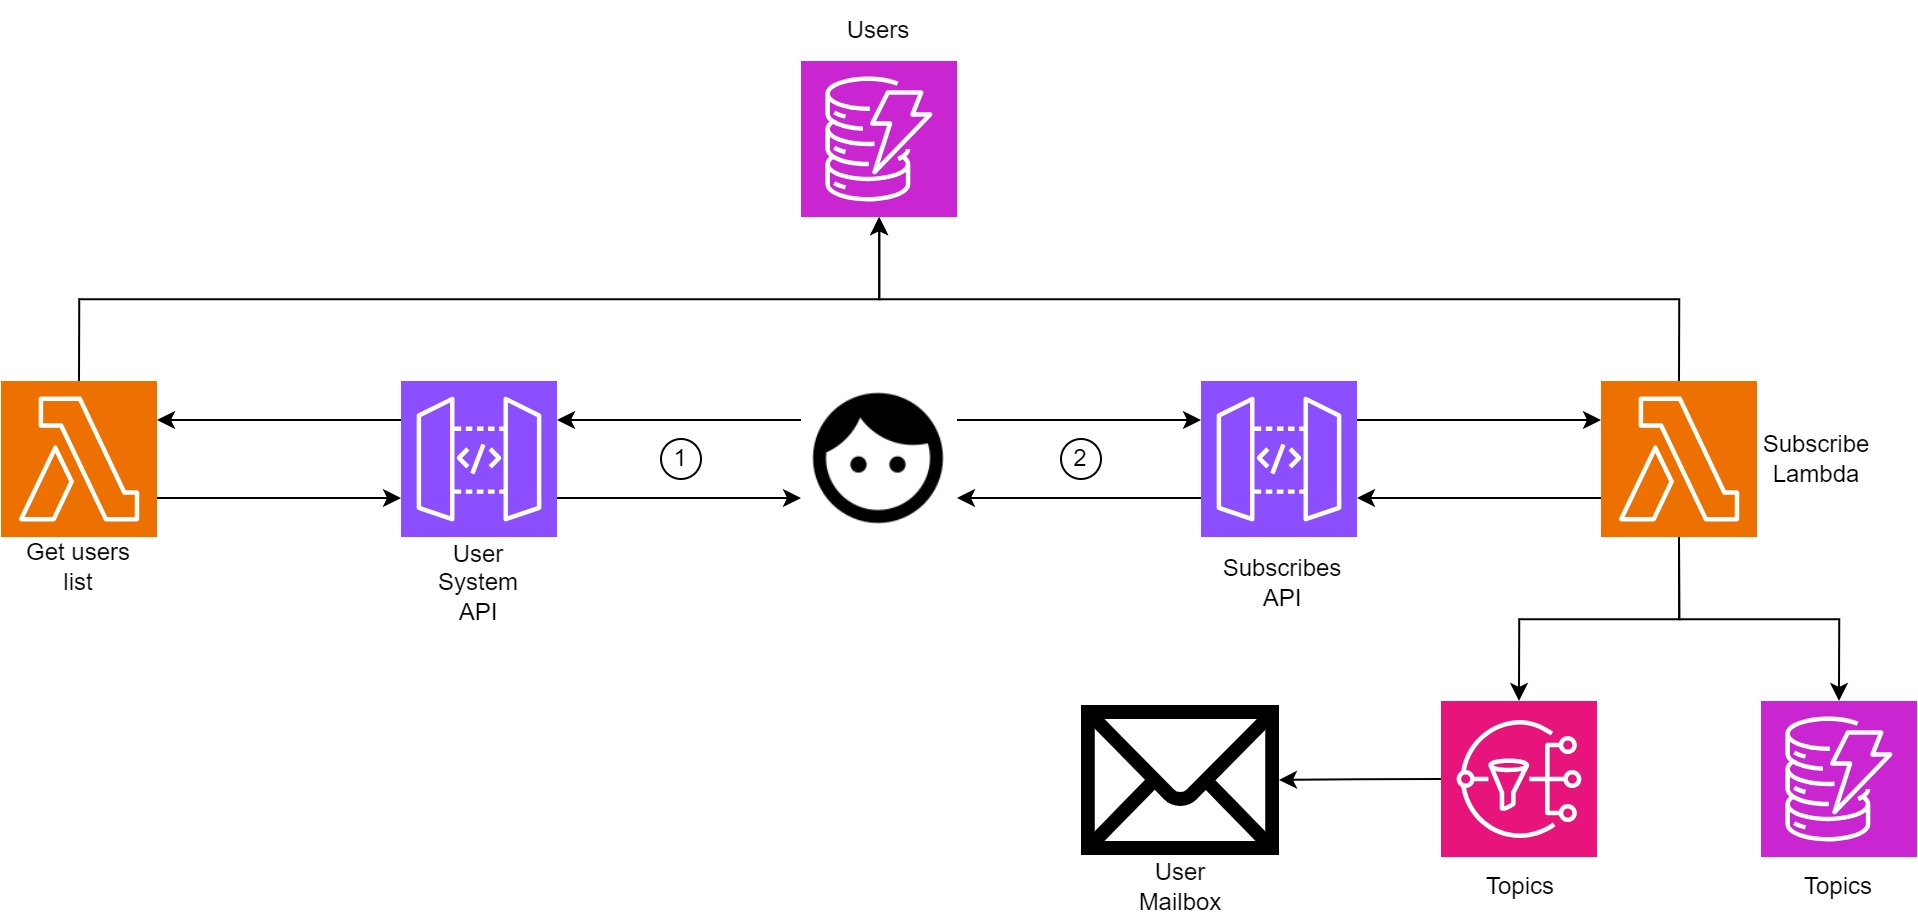 Users
1
2
Subscribe
Lambda
Get users
list
User
System
API
Subscribes
API
</>
</>
User
Mailbox
Topics
Topics